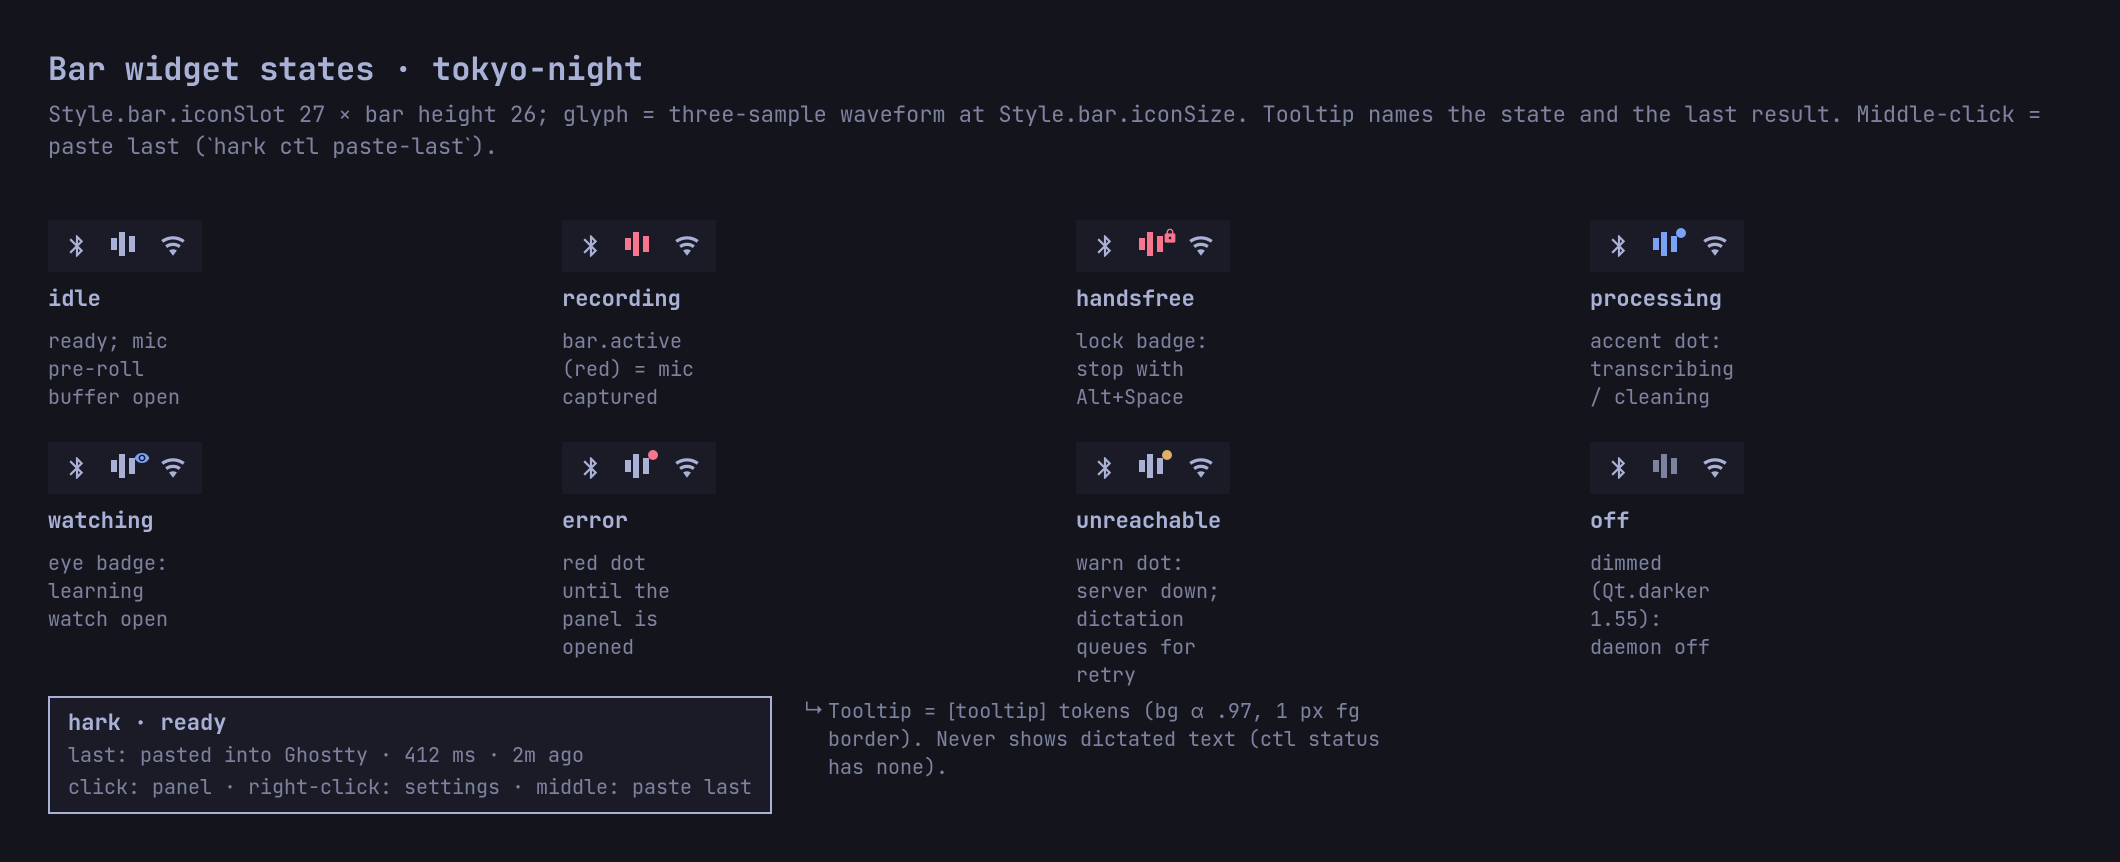 Bar widget states · tokyo-night
Style.bar.iconSlot 27 × bar height 26; glyph = three-sample waveform at Style.bar.iconSize. Tooltip names the state and the last result. Middle-click =
paste last (`hark ctl paste-last`).
idle
ready; mic
pre-roll
buffer open
recording
bar.active
(red) = mic
captured
handsfree
lock badge:
stop with
Alt+Space
processing
accent dot:
transcribing
/ cleaning
watching
eye badge:
learning
watch open
error
red dot
until the
panel is
opened
unreachable
warn dot:
server down;
dictation
queues for
retry
off
dimmed
(Qt.darker
1.55):
daemon off
hark · ready
last: pasted into Ghostty · 412 ms · 2m ago
click: panel · right-click: settings · middle: paste last
↳ Tooltip = [tooltip] tokens (bg α .97, 1 px fg
border). Never shows dictated text (ctl status
has none).